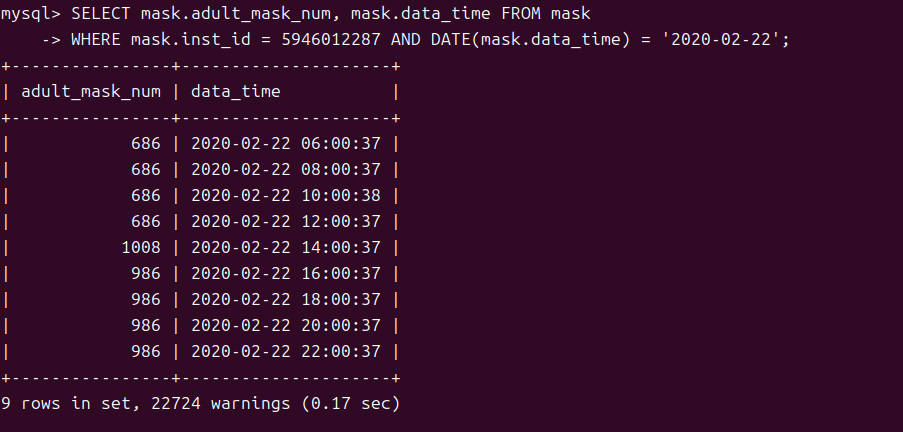 mysql> SELECT mask.adult_mask_num, mask.data_time FROM mask
    -> WHERE mask.inst_id = 5946012287 AND DATE(mask.data_time) = '2020-02-22';
+----------------+---------------------+
| adult_mask_num | data_time           |
+----------------+---------------------+
|            686 | 2020-02-22 06:00:37 |
|            686 | 2020-02-22 08:00:37 |
|            686 | 2020-02-22 10:00:38 |
|            686 | 2020-02-22 12:00:37 |
|           1008 | 2020-02-22 14:00:37 |
|            986 | 2020-02-22 16:00:37 |
|            986 | 2020-02-22 18:00:37 |
|            986 | 2020-02-22 20:00:37 |
|            986 | 2020-02-22 22:00:37 |
+----------------+---------------------+
9 rows in set, 22724 warnings (0.17 sec)